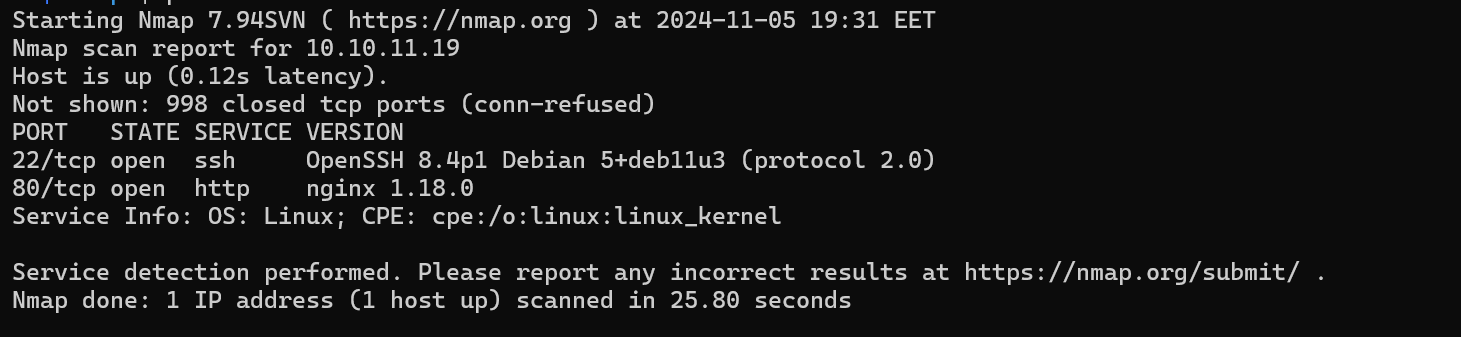 Starting Nmap 7.94SVN ( https://nmap.org ) at 2024-11-05 19:31 EET
Nmap scan report for 10.10.11.19
Host is up (0.12s latency).
Not shown: 998 closed tcp ports (conn-refused)
PORT   STATE SERVICE VERSION
22/tcp open  ssh     OpenSSH 8.4p1 Debian 5+deb11u3 (protocol 2.0)
80/tcp open  http    nginx 1.18.0
Service Info: OS: Linux; CPE: cpe:/o:linux:linux_kernel
Service detection performed. Please report any incorrect results at https://nmap.org/submit/ .
Nmap done: 1 IP address (1 host up) scanned in 25.80 seconds